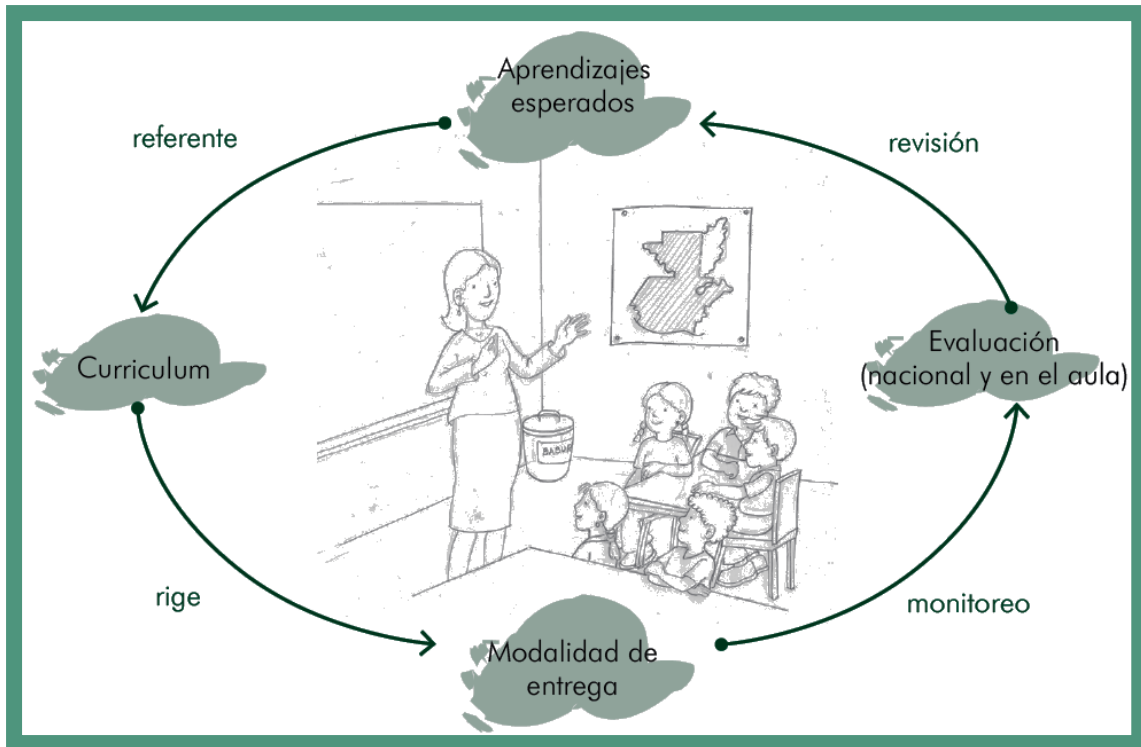 Aprendizajes
esperados
referente
revisión
Curriculum
Evaluación
(nacional y en el aula)
rige
monitoreo
Modalidad de
entrega